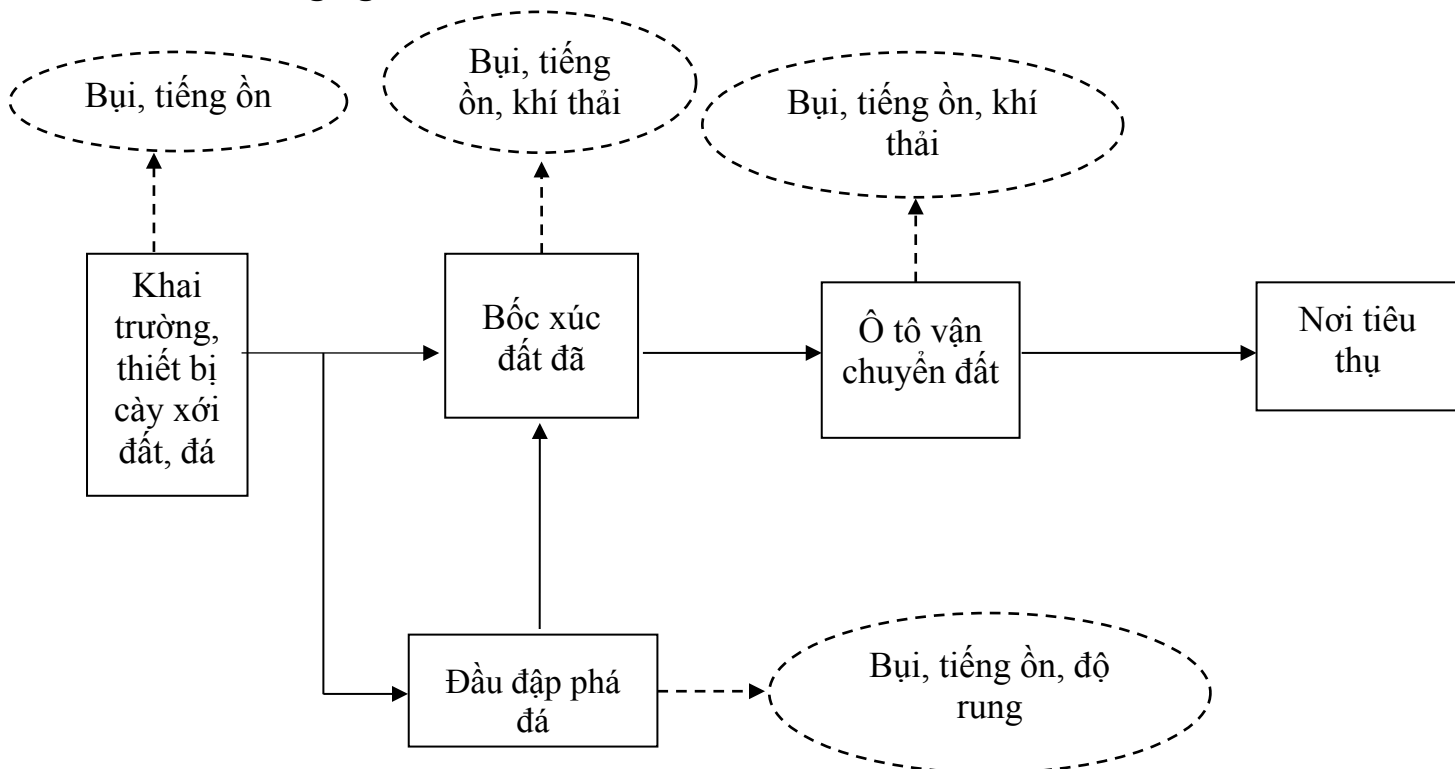 Bụi, tiếng ồn
Bụi, tiếng
ồn, khí thải
Bụi, tiếng ồn, khí
thải
Khai
trường,
thiết bị
cày xới
đất, đá
Bốc xúc
đất đã
Ô tô vận
chuyển đất
Nơi tiêu
thụ
Đầu đập phá
đá
Bụi, tiếng ồn, độ
rung